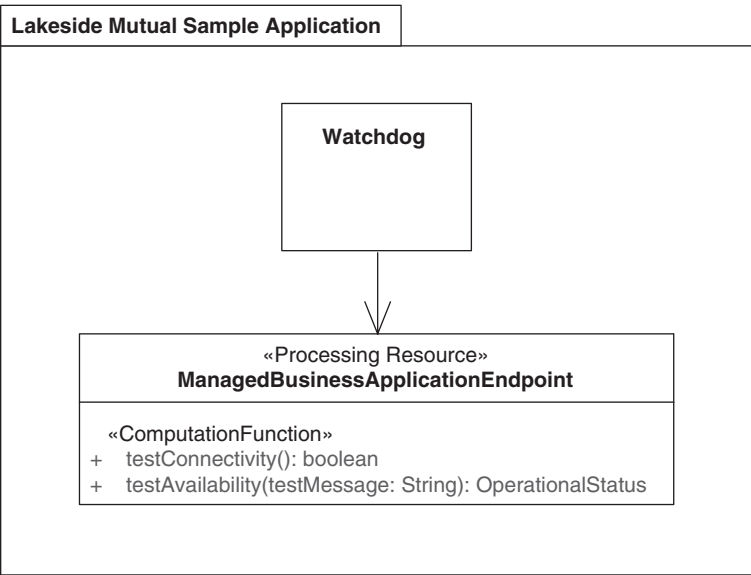 Lakeside Mutual Sample Application
Watchdog
«Processing Resource»
ManagedBusinessApplicationEndpoint
«ComputationFunction»
+ testConnectivity(): boolean
+ testAvailability(testMessage: String): OperationalStatus